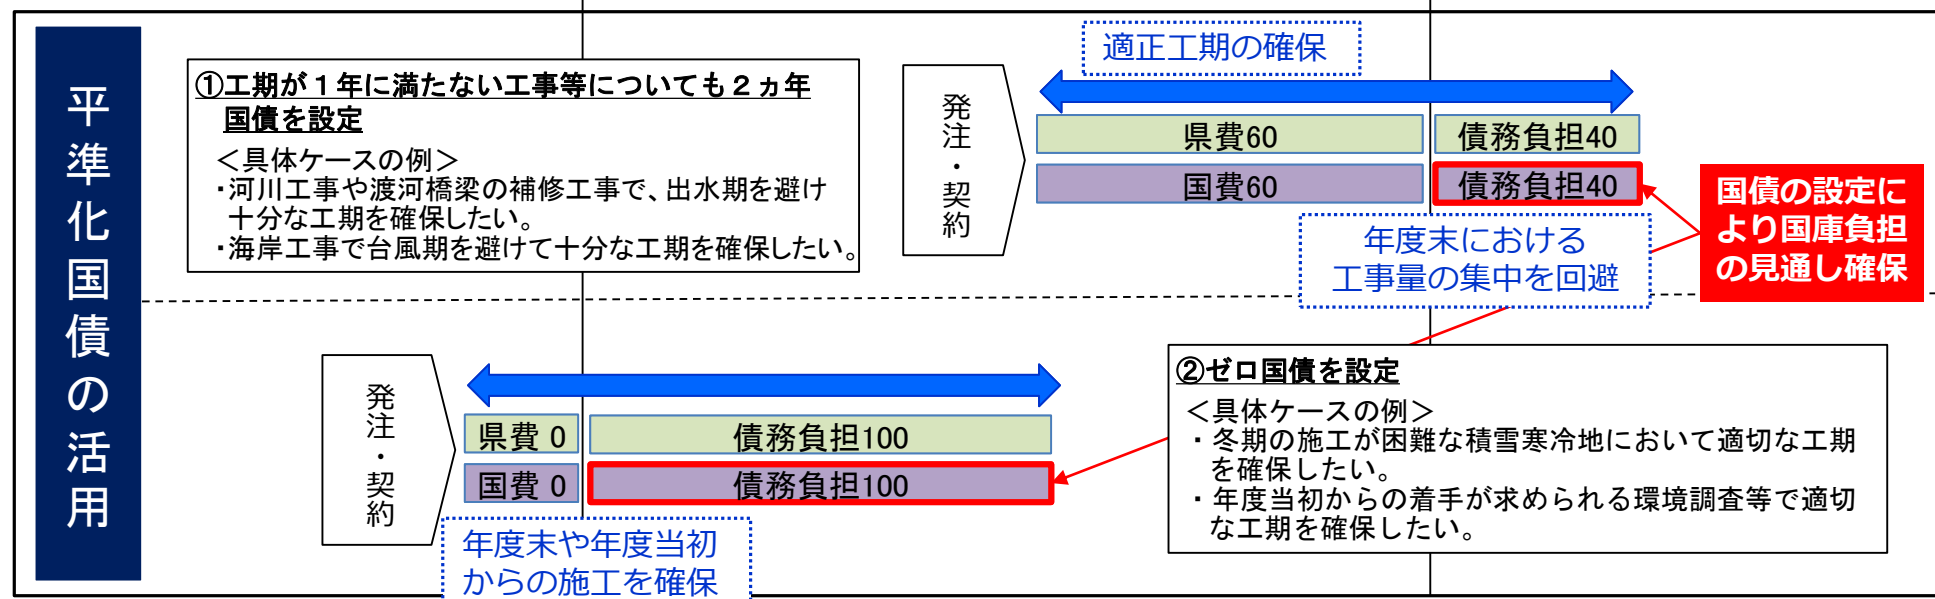 平準化国債の活用
①工期が１年に満たない工事等についても２ヵ年
国債を設定
＜具体ケースの例＞
・河川工事や渡河橋梁の補修工事で、出水期を避け
十分な工期を確保したい。
・海岸工事で台風期を避けて十分な工期を確保したい。
発注・契約
適正工期の確保
県費60
債務負担40
国費60
債務負担40
年度末における
工事量の集中を回避
国債の設定に
より国庫負担
の見通し確保
発注・契約
県費 0
債務負担100
国費 0
債務負担100
年度末や年度当初
からの施工を確保
②ゼロ国債を設定
＜具体ケースの例＞
・冬期の施工が困難な積雪寒冷地において適切な工期
を確保したい。
・年度当初からの着手が求められる環境調査等で適切
な工期を確保したい。